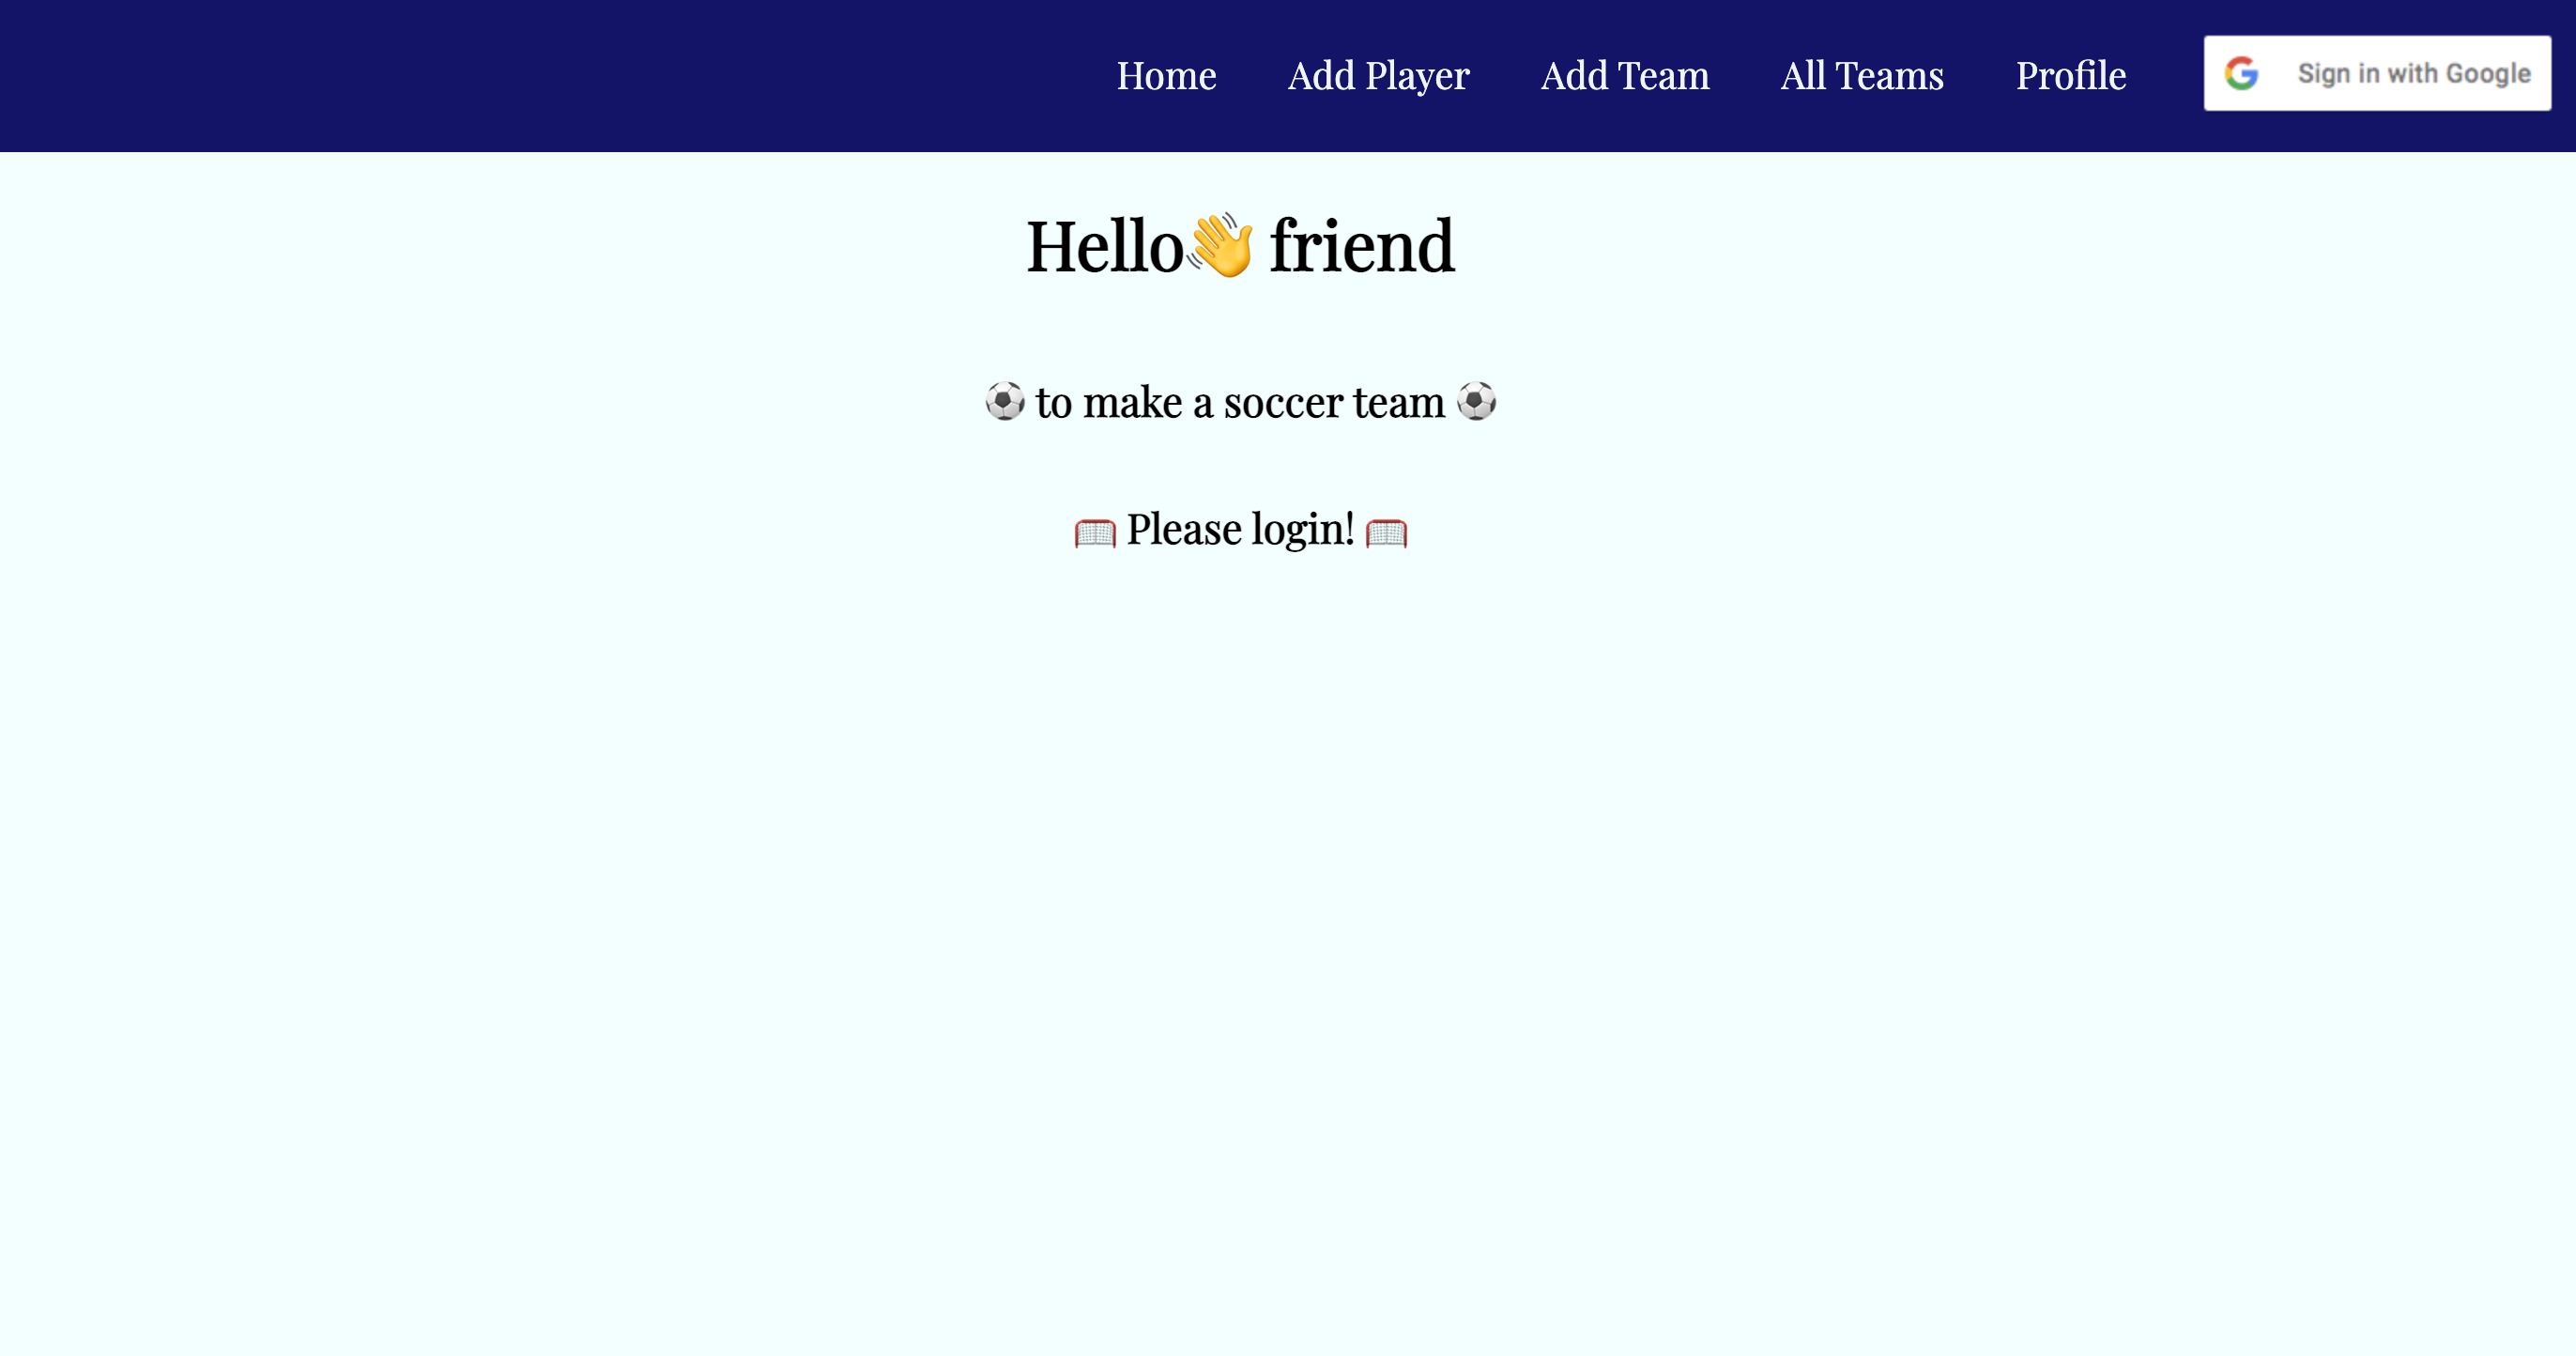 Home Add Player Add Team All Teams Profile Sign in with Google
Hello👋 friend
⚽ to make a soccer team ⚽
🥅 Please login! 🥅